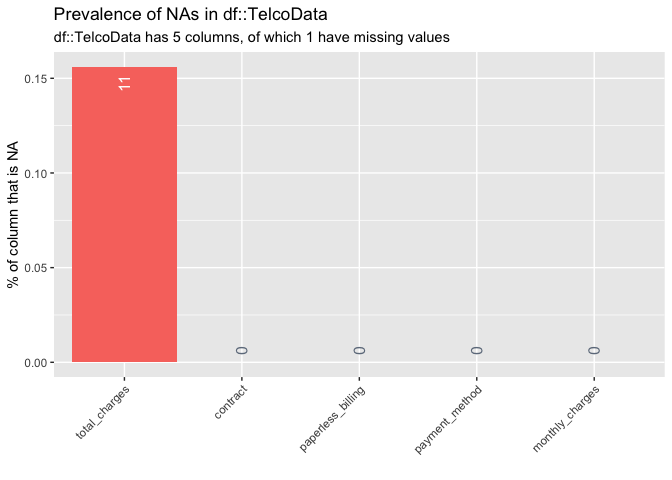 Prevalence of NAs in df::TelcoData
df::TelcoData has 5 columns, of which 1 have missing values
% of column that is NA
0.15
0.10
0.05
0.00
11
0
0
0
0
total_charges
contract
paperless_billing
payment_method
monthly_charges